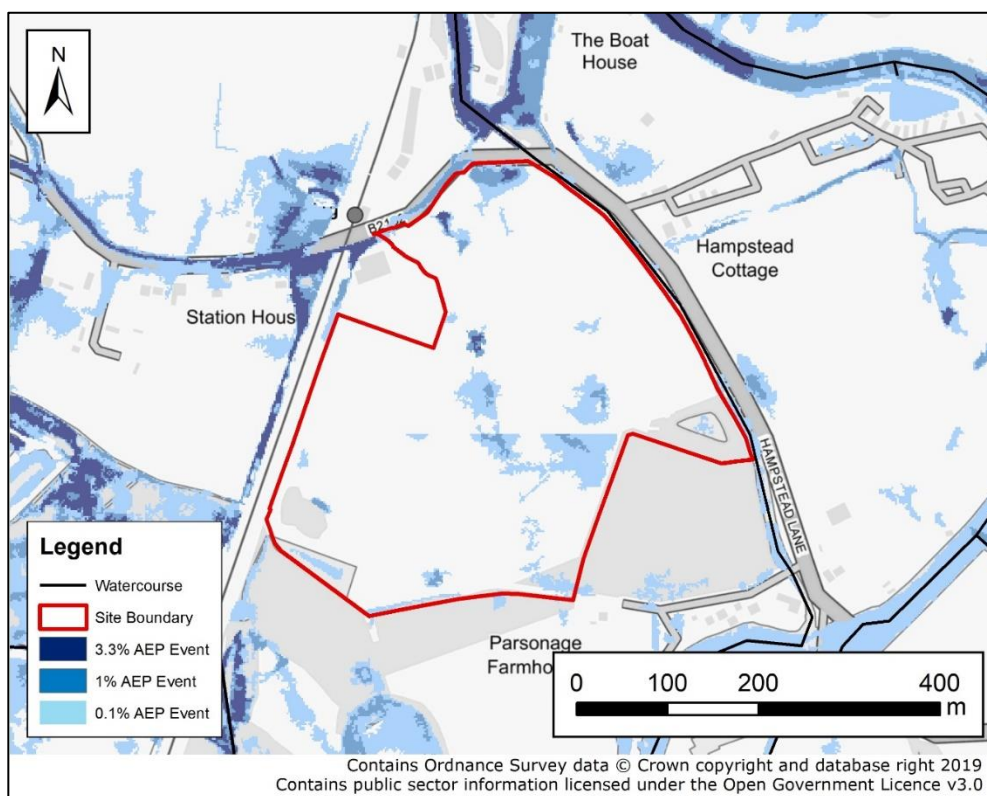 N
The Boat
House
B21
Hampstead
Cottage
Station Hous
HAMPSTEAD LANE
Parsonage
Farmho
Legend
Watercourse
Site Boundary
3.3% AEP Event
1% AEP Event
0.1% AEP Event
0 100 200 400
m
Contains Ordnance Survey data © Crown copyright and database right 2019
Contains public sector information licensed under the Open Government Licence v3.0